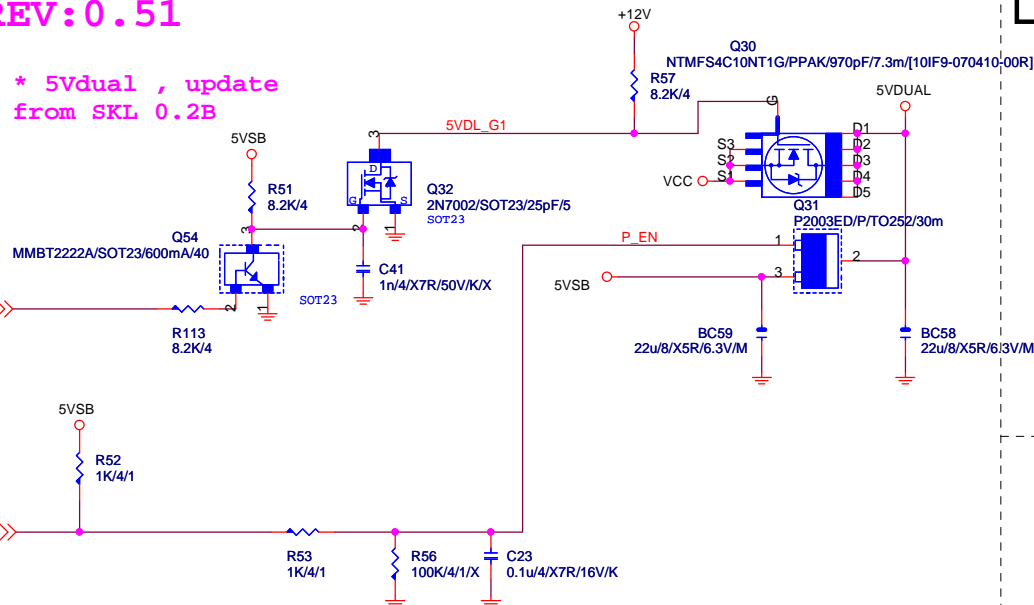 REV:0.51
* 5Vdual , update
from SKL 0.2B
+12V
R57
8.2K/4
Q30
NTMFS4C10NT1G/PPAK/970pF/7.3m/[10IF9-070410-00R]
5VDUAL
G
D1
D2
D3
D4
D5
S3
S2
S1
VCC
5VDL_G1
3
D
G
S
2
1
Q32
2N7002/SOT23/25pF/5
SOT23
5VSB
R51
8.2K/4
Q54
MMBT2222A/SOT23/600mA/40
3
2
1
SOT23
C41
1n/4/X7R/50V/K/X
R113
8.2K/4
Q31
P2003ED/P/TO252/30m
P_EN
1
2
3
5VSB
BC59
22u/8/X5R/6.3V/M
BC58
22u/8/X5R/6.3V/M
5VSB
R52
1K/4/1
R53
1K/4/1
R56
100K/4/1/X
C23
0.1u/4/X7R/16V/K